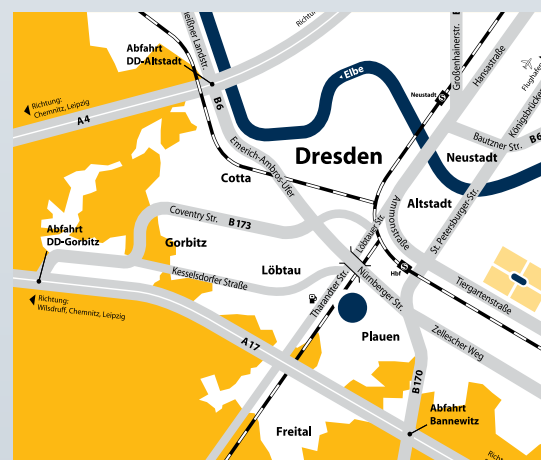 Meißner Landstr.
Abfahrt
DD-Altstadt
Richtung:
Chemnitz, Leipzig
A4
B6
Elbe
Neustadt
S
Großenhainerstr.
Hansastraße
Flughafen
Königsbrücker
Bautzner Str.
B6
Neustadt
Dresden
Emerich-Ambros-Ufer
Cotta
Altstadt
St. Petersburger-Str.
Ammonstraße
Löbtauer Str.
Coventry Str.
B173
Abfahrt
DD-Gorbitz
Gorbitz
Löbtau
Kesselsdorfer Straße
Hbf
Tiergartenstraße
Nürnberger Str.
Tharandter Str.
Richtung:
Wilsdruff, Chemnitz, Leipzig
Plauen
Zellescher Weg
A17
B170
Abfahrt
Bannewitz
Freital